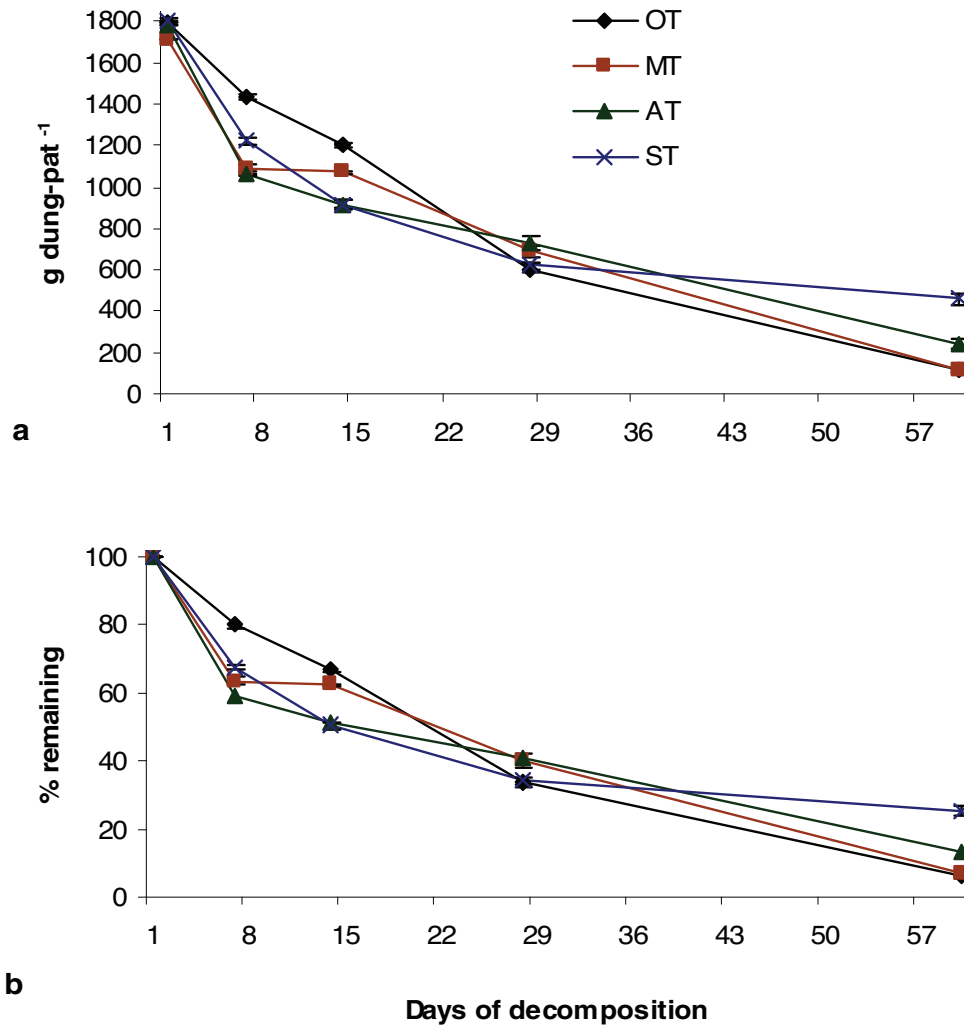 1800
1600
1400
1200
1000
800
600
400
200
0
g dung-pat -1
OT
MT
AT
ST
1 8 15 22 29 36 43 50 57
a
100
80
60
40
20
0
% remaining
1 8 15 22 29 36 43 50 57
b
Days of decomposition